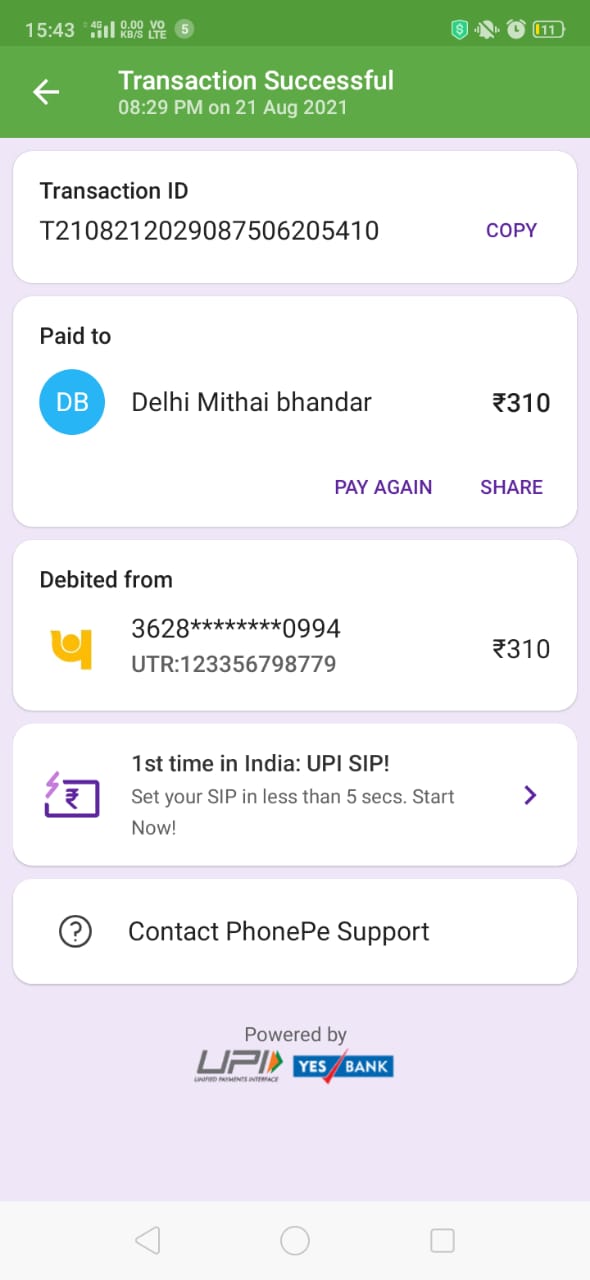 15:43 4G 0.00 KB/S VO LTE 5 11
Transaction Successful
08:29 PM on 21 Aug 2021
Transaction ID
T2108212029087506205410 COPY
Paid to
DB Delhi Mithai bhandar ₹310
PAY AGAIN SHARE
Debited from
3628********0994 ₹310
UTR:123356798779
1st time in India: UPI SIP!
Set your SIP in less than 5 secs. Start
Now!
Contact PhonePe Support
Powered by
UPI YES BANK
UNIFIED PAYMENTS INTERFACE